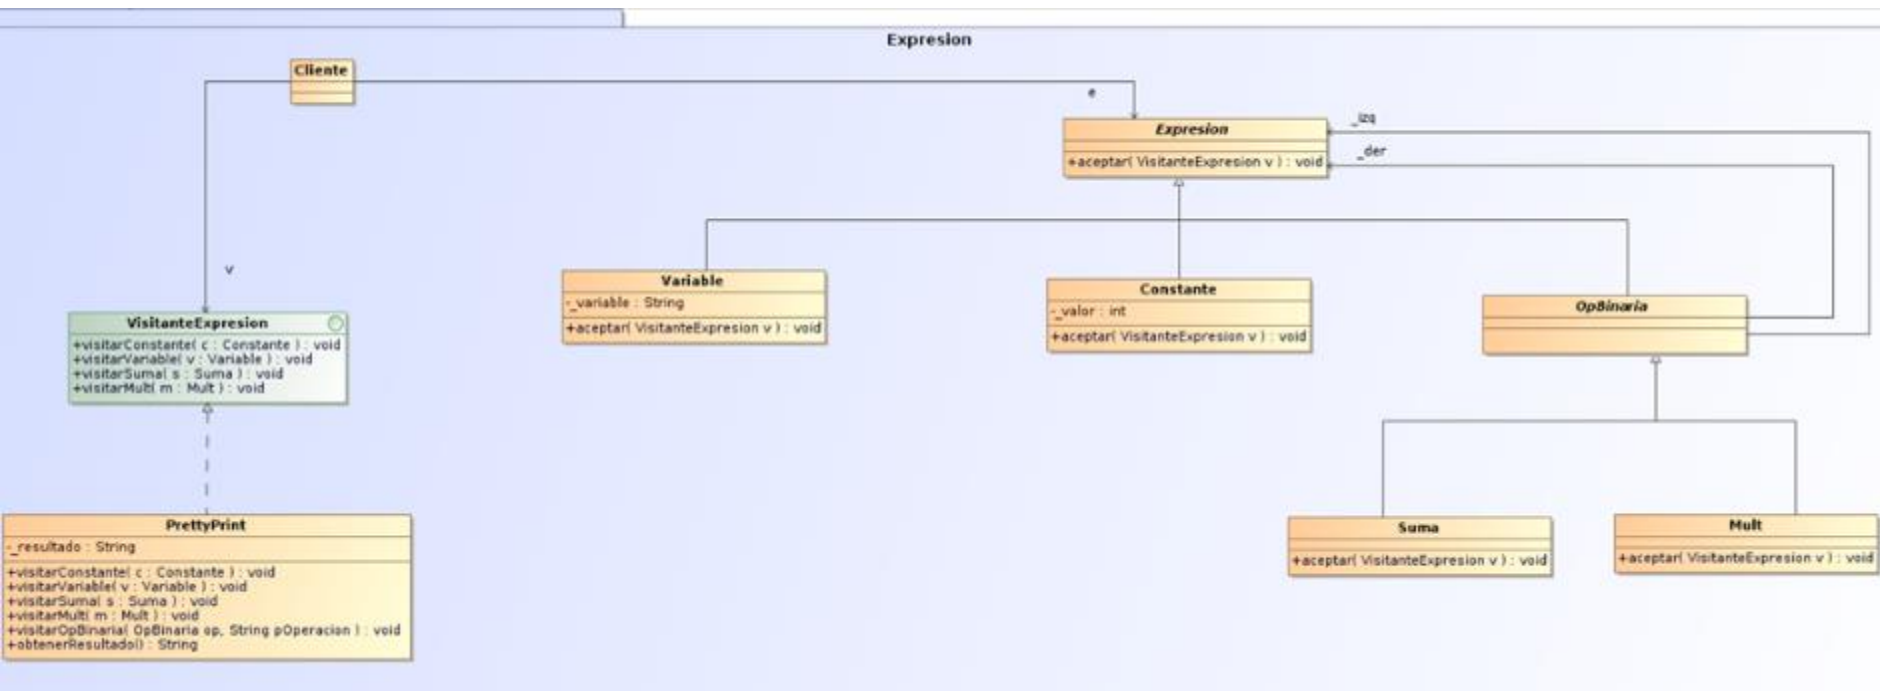 Expresion
Cliente
e
Expresion
+aceptar( VisitanteExpresion v ) : void
_izq
_der
v
VisitanteExpresion
+visitarConstante( c : Constante ) : void
+visitarVariable( v : Variable ) : void
+visitarSuma( s : Suma ) : void
+visitarMult( m : Mult ) : void
Variable
-_variable : String
+aceptar( VisitanteExpresion v ) : void
Constante
-_valor : int
+aceptar( VisitanteExpresion v ) : void
OpBinaria
PrettyPrint
-_resultado : String
+visitarConstante( c : Constante ) : void
+visitarVariable( v : Variable ) : void
+visitarSuma( s : Suma ) : void
+visitarMult( m : Mult ) : void
+visitarOpBinaria( OpBinaria op, String pOperacion ) : void
+obtenerResultado() : String
Suma
+aceptar( VisitanteExpresion v ) : void
Mult
+aceptar( VisitanteExpresion v ) : void